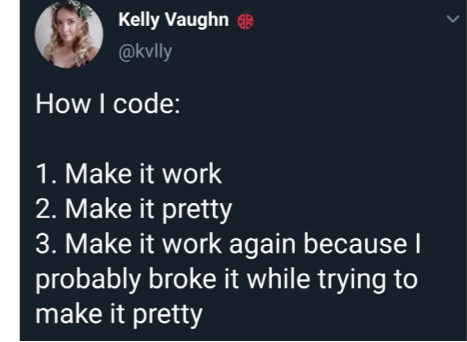 Kelly Vaughn 🐞
@kvlly
How I code:
1. Make it work
2. Make it pretty
3. Make it work again because I
probably broke it while trying to
make it pretty